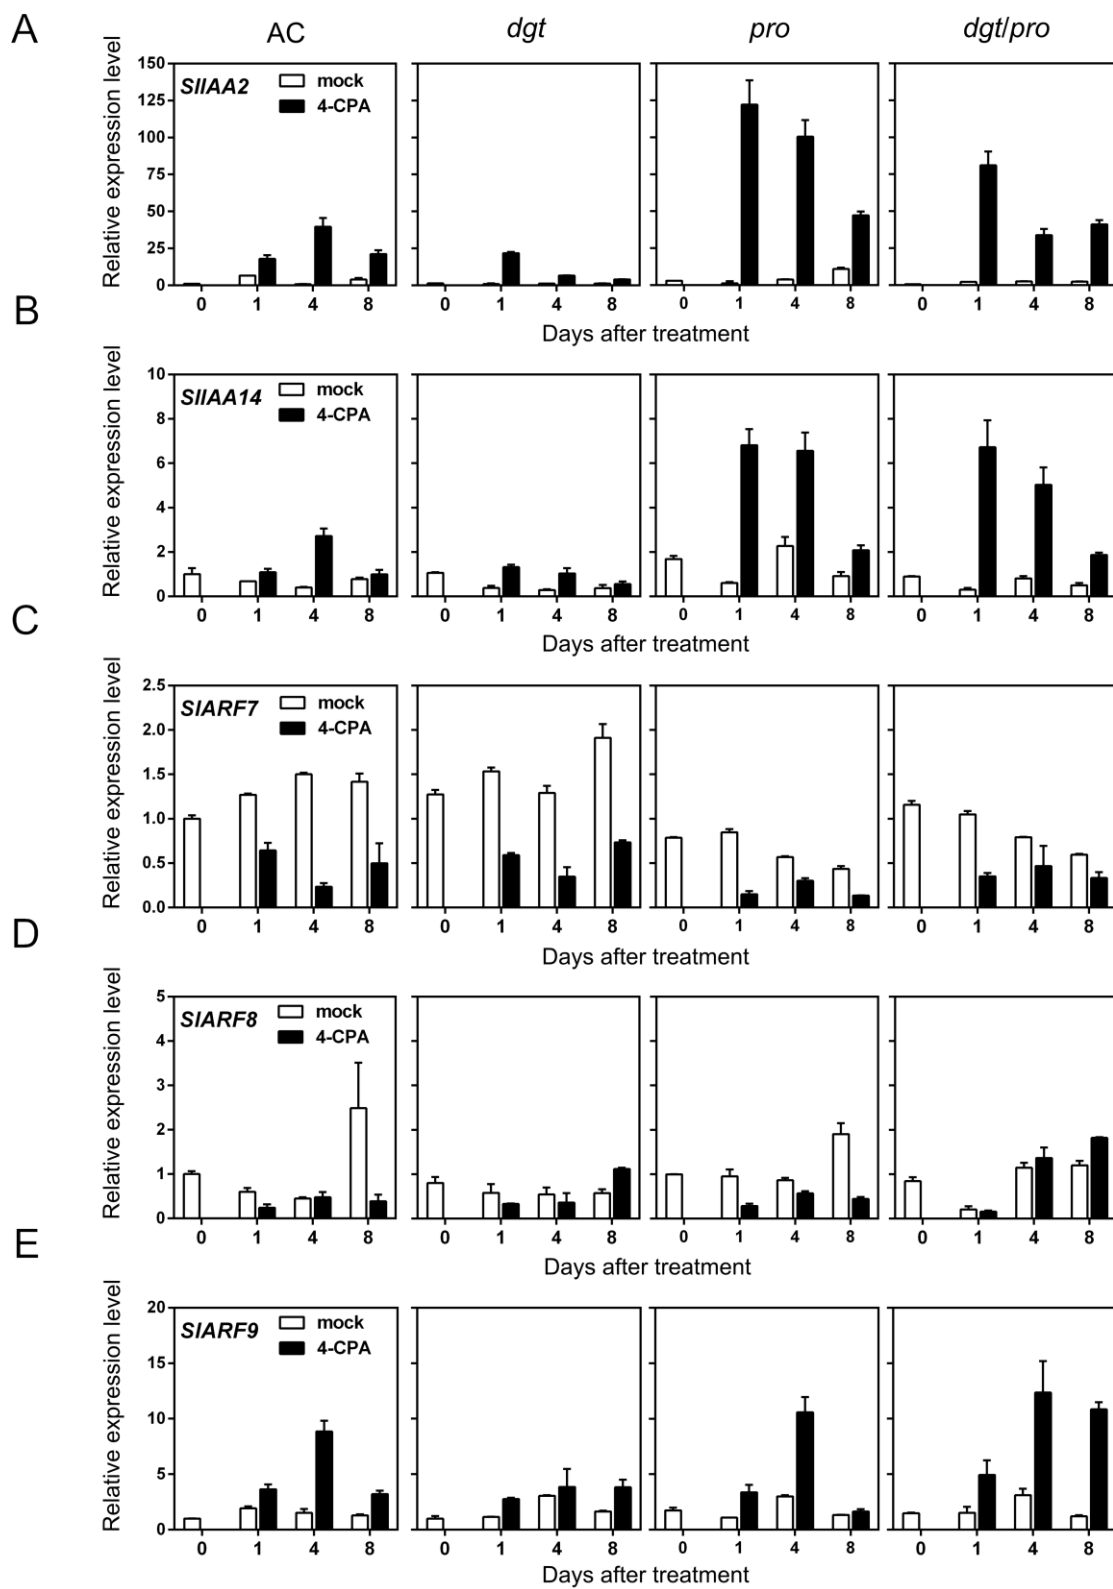 A
AC dgt pro dgt/pro
Relative expression level
150
125
100
75
50
25
0
SlIAA2
mock
4-CPA
0 1 4 8 0 1 4 8 0 1 4 8 0 1 4 8
Days after treatment
B
Relative expression level
10
8
6
4
2
0
SlIAA14
mock
4-CPA
0 1 4 8 0 1 4 8 0 1 4 8 0 1 4 8
Days after treatment
C
Relative expression level
2.5
2.0
1.5
1.0
0.5
0.0
SlARF7
mock
4-CPA
0 1 4 8 0 1 4 8 0 1 4 8 0 1 4 8
Days after treatment
D
Relative expression level
5
4
3
2
1
0
SlARF8
mock
4-CPA
0 1 4 8 0 1 4 8 0 1 4 8 0 1 4 8
Days after treatment
E
Relative expression level
20
15
10
5
0
SlARF9
mock
4-CPA
0 1 4 8 0 1 4 8 0 1 4 8 0 1 4 8
Days after treatment